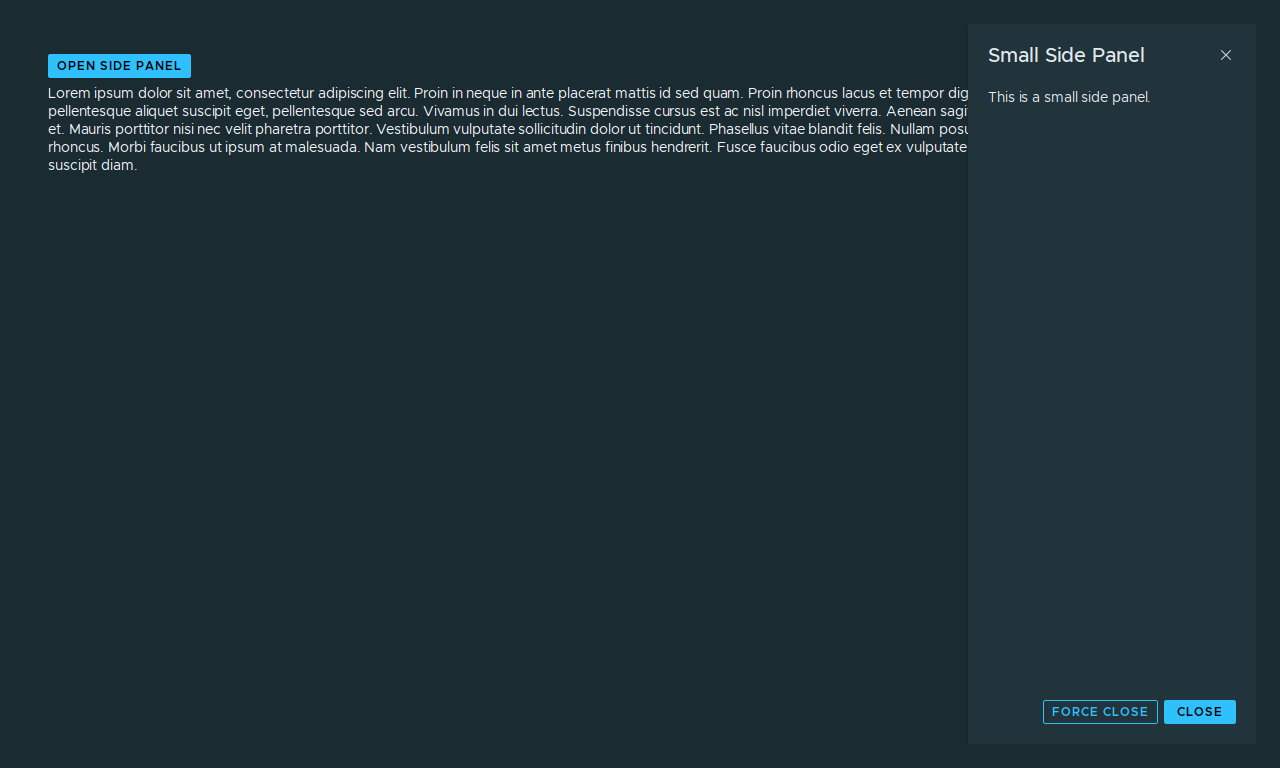 OPEN SIDE PANEL
Lorem ipsum dolor sit amet, consectetur adipiscing elit. Proin in neque in ante placerat mattis id sed quam. Proin rhoncus lacus et tempor dig
pellentesque aliquet suscipit eget, pellentesque sed arcu. Vivamus in dui lectus. Suspendisse cursus est ac nisl imperdiet viverra. Aenean sagi
et. Mauris porttitor nisi nec velit pharetra porttitor. Vestibulum vulputate sollicitudin dolor ut tincidunt. Phasellus vitae blandit felis. Nullam posu
rhoncus. Morbi faucibus ut ipsum at malesuada. Nam vestibulum felis sit amet metus finibus hendrerit. Fusce faucibus odio eget ex vulputate
suscipit diam.
Small Side Panel
This is a small side panel.
FORCE CLOSE
CLOSE